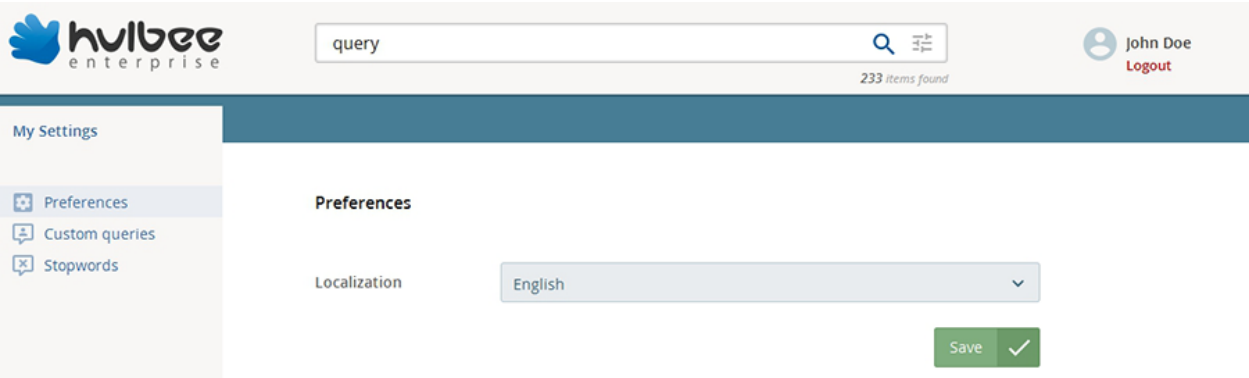 hulbee
enterprise
query
233 items found
John Doe
Logout
My Settings
Preferences
Custom queries
Stopwords
Preferences
Localization
English
Save